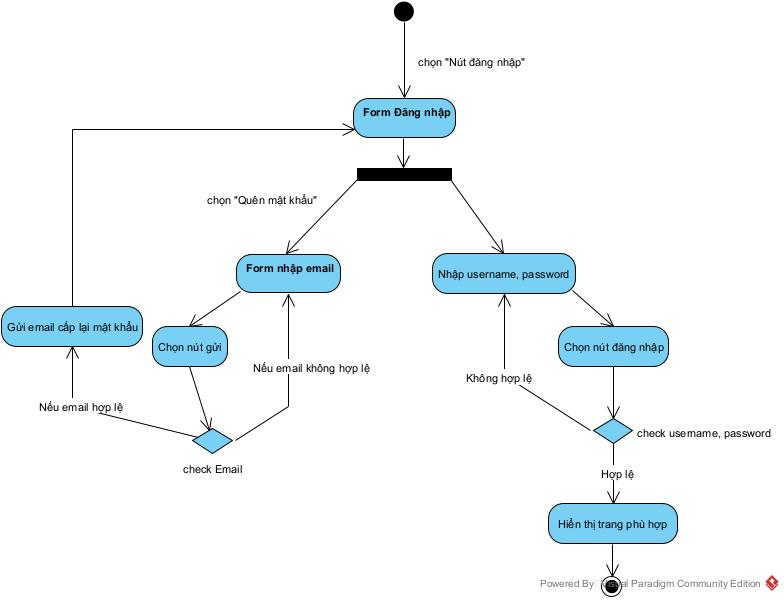 chọn "Nút đăng nhập"
Form Đăng nhập
chọn "Quên mật khẩu"
Form nhập email
Nhập username, password
Gửi email cấp lại mật khẩu
Chọn nút gửi
Chọn nút đăng nhập
Nếu email không hợp lệ
Không hợp lệ
Nếu email hợp lệ
check username, password
check Email
Hợp lệ
Hiển thị trang phù hợp
Powered By Visual Paradigm Community Edition